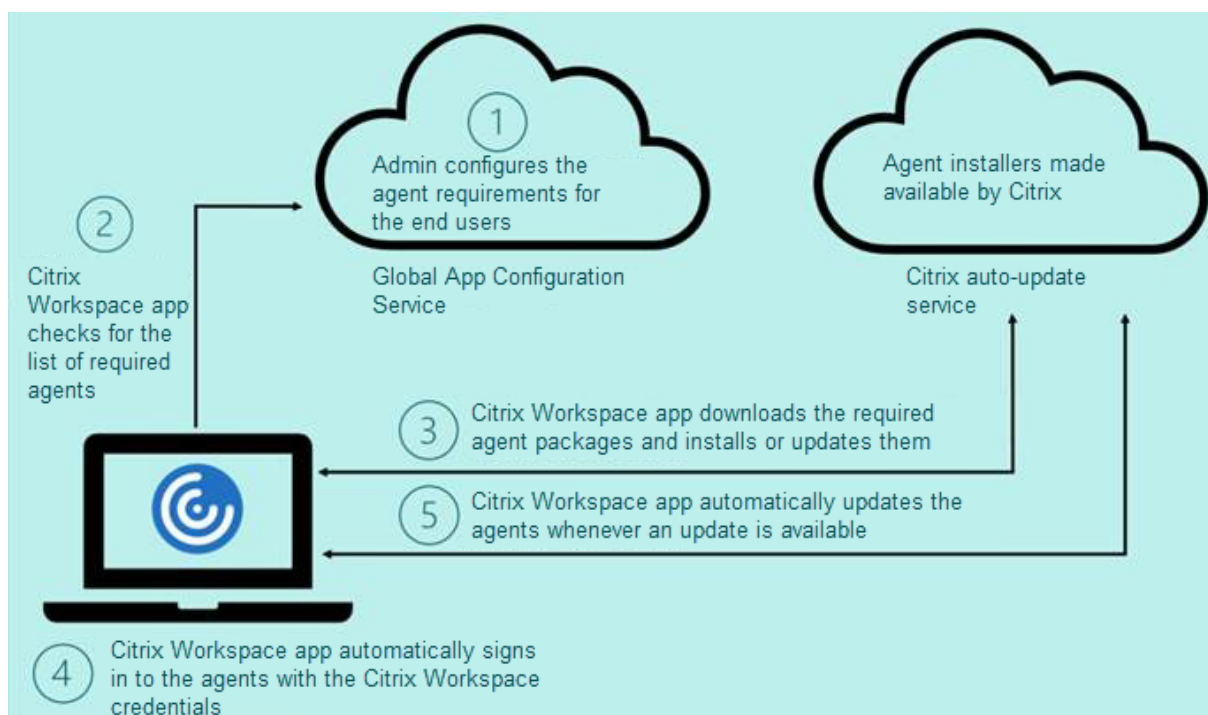 1
Admin configures the
agent requirements for
the end users
Global App Configuration
Service
Agent installers made
available by Citrix
Citrix auto-update
service
2
Citrix
Workspace app
checks for the
list of required
agents
3
Citrix Workspace app downloads the required
agent packages and installs or updates them
5
Citrix Workspace app automatically updates the
agents whenever an update is available
4
Citrix Workspace app automatically signs
in to the agents with the Citrix Workspace
credentials